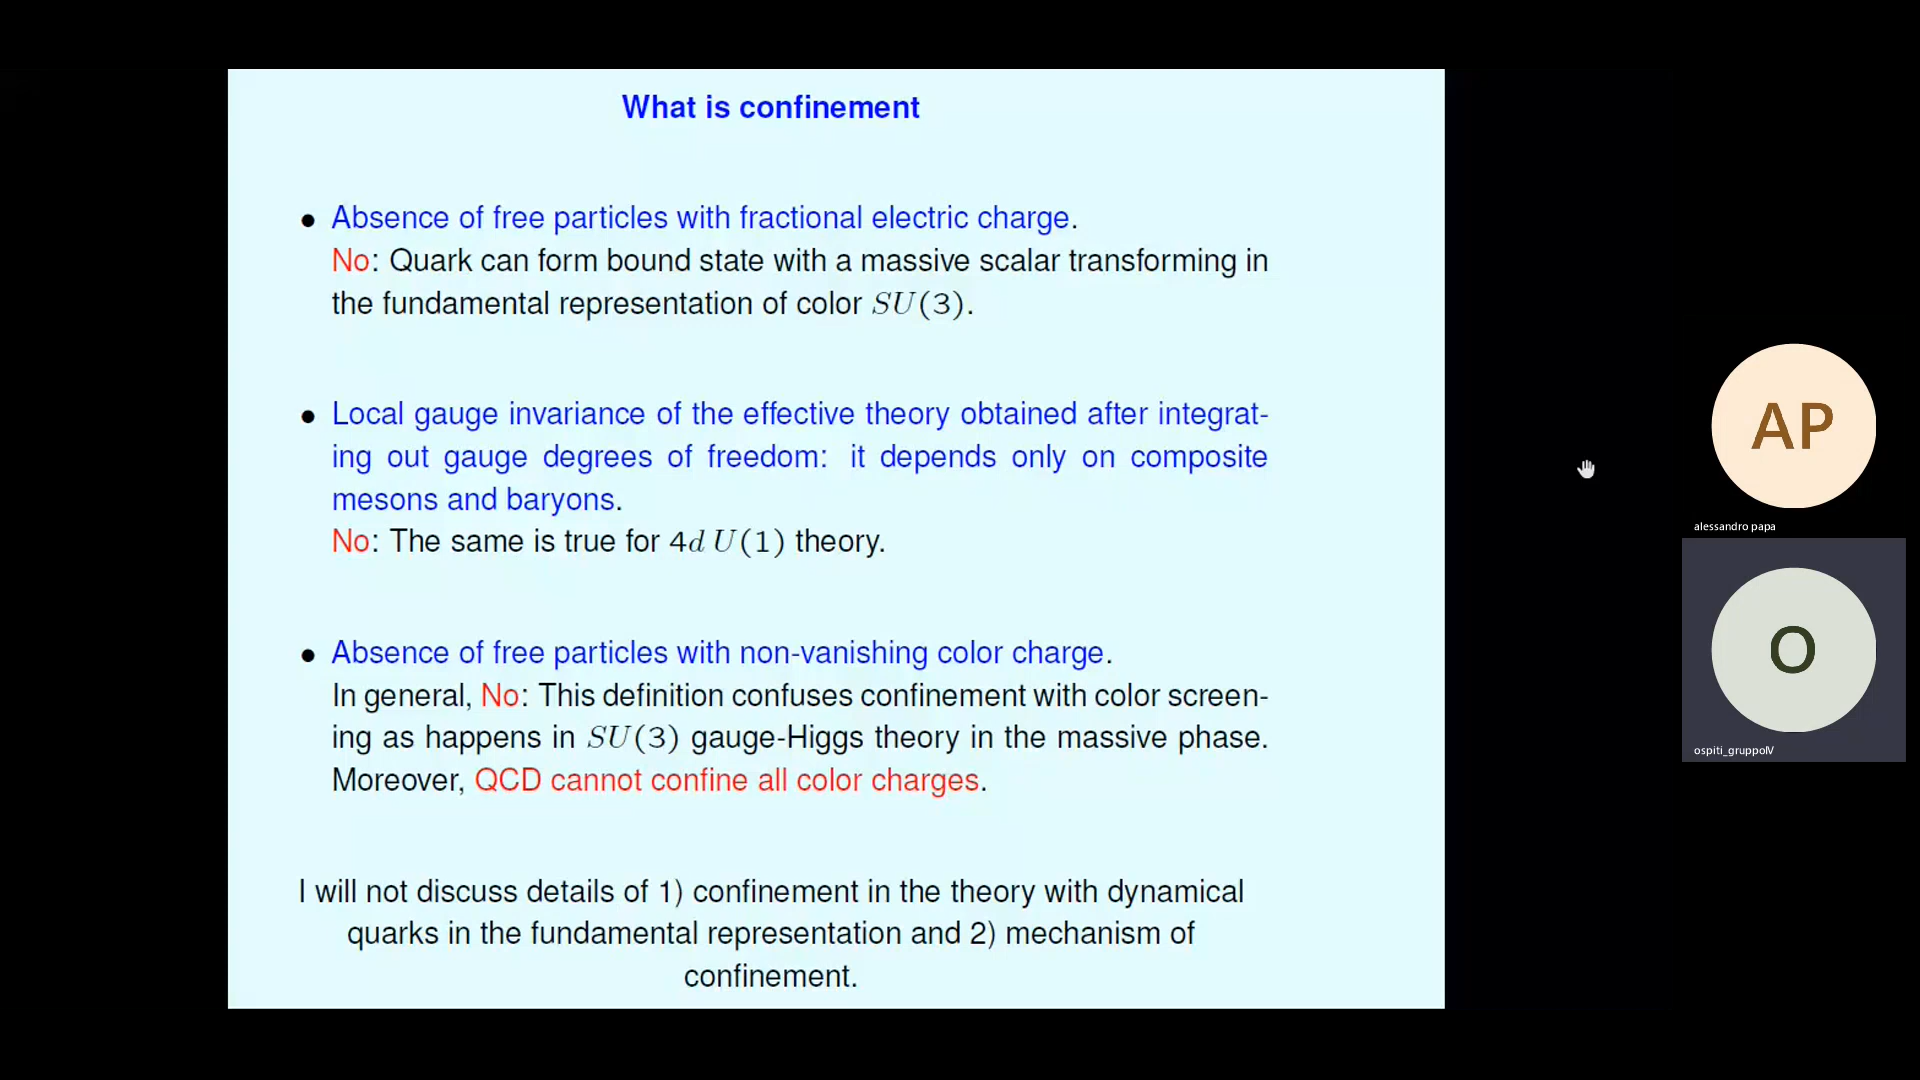 What is confinement
• Absence of free particles with fractional electric charge.
No: Quark can form bound state with a massive scalar transforming in
the fundamental representation of color SU(3).
• Local gauge invariance of the effective theory obtained after integrat-
ing out gauge degrees of freedom: it depends only on composite
mesons and baryons.
No: The same is true for 4d U(1) theory.
• Absence of free particles with non-vanishing color charge.
In general, No: This definition confuses confinement with color screen-
ing as happens in SU(3) gauge-Higgs theory in the massive phase.
Moreover, QCD cannot confine all color charges.
I will not discuss details of 1) confinement in the theory with dynamical
quarks in the fundamental representation and 2) mechanism of
confinement.
AP
alessandro papa
O
ospiti_gruppoIV